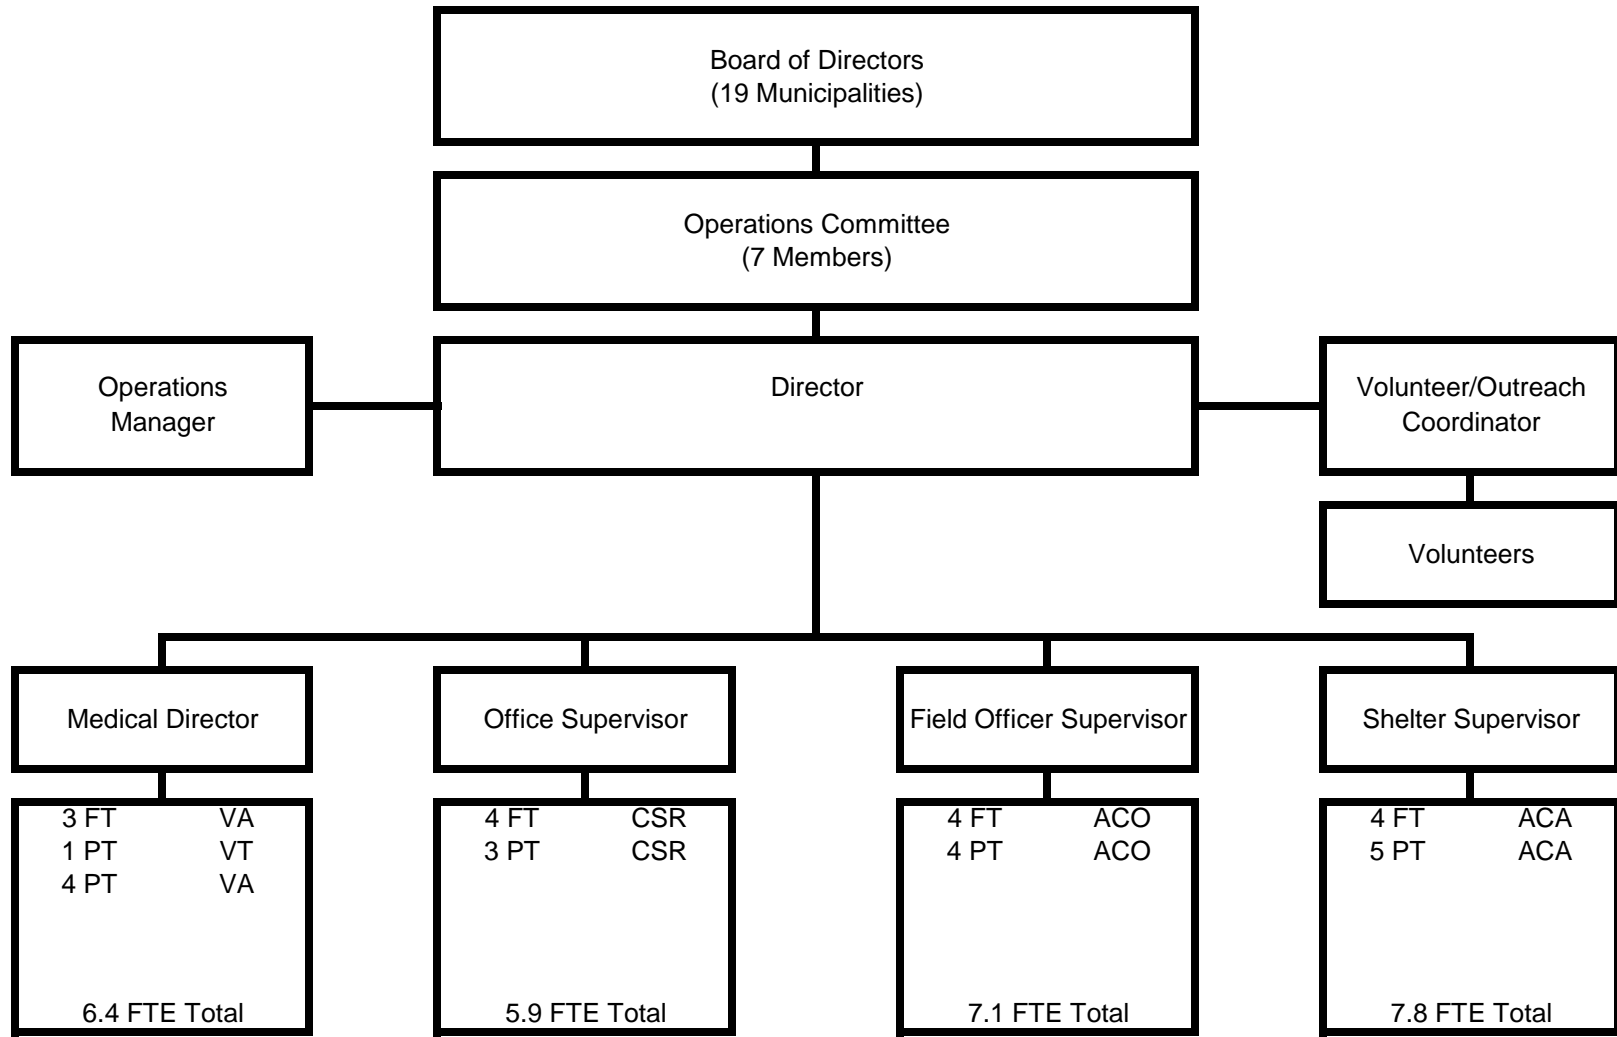 Board of Directors
(19 Municipalities)
Operations Committee
(7 Members)
Operations
Manager
Director
Volunteer/Outreach
Coordinator
Volunteers
Medical Director
Office Supervisor
Field Officer Supervisor
Shelter Supervisor
3 FT VA
1 PT VT
4 PT VA
6.4 FTE Total
4 FT CSR
3 PT CSR
5.9 FTE Total
4 FT ACO
4 PT ACO
7.1 FTE Total
4 FT ACA
5 PT ACA
7.8 FTE Total